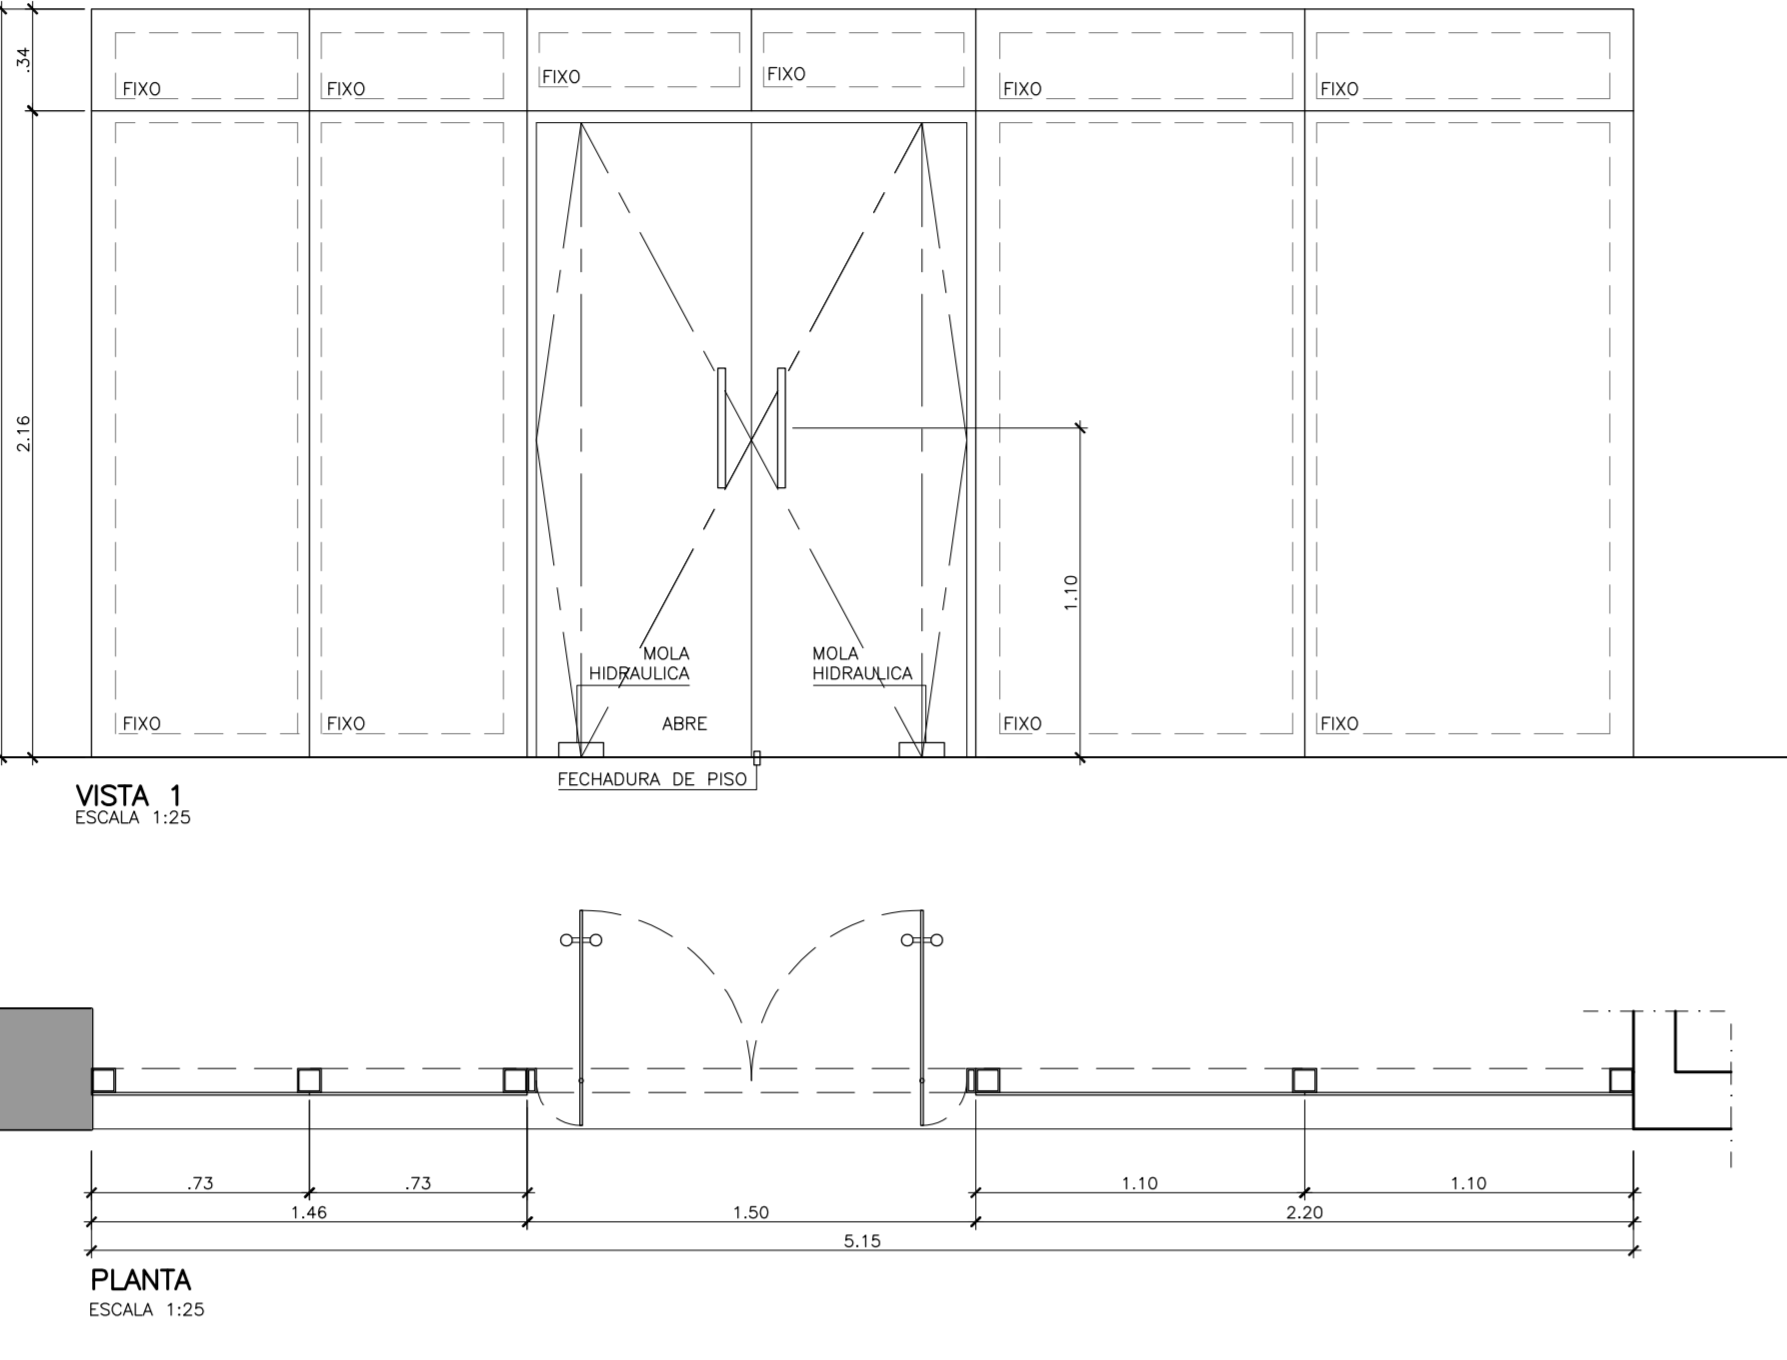 .34
FIXO
FIXO
FIXO
FIXO
FIXO
FIXO
2.16
1.10
MOLA
HIDRAULICA
MOLA
HIDRAULICA
FIXO
FIXO
ABRE
FIXO
FIXO
FECHADURA DE PISO
VISTA 1
ESCALA 1:25
.73
.73
1.10
1.10
1.46
1.50
2.20
5.15
PLANTA
ESCALA 1:25